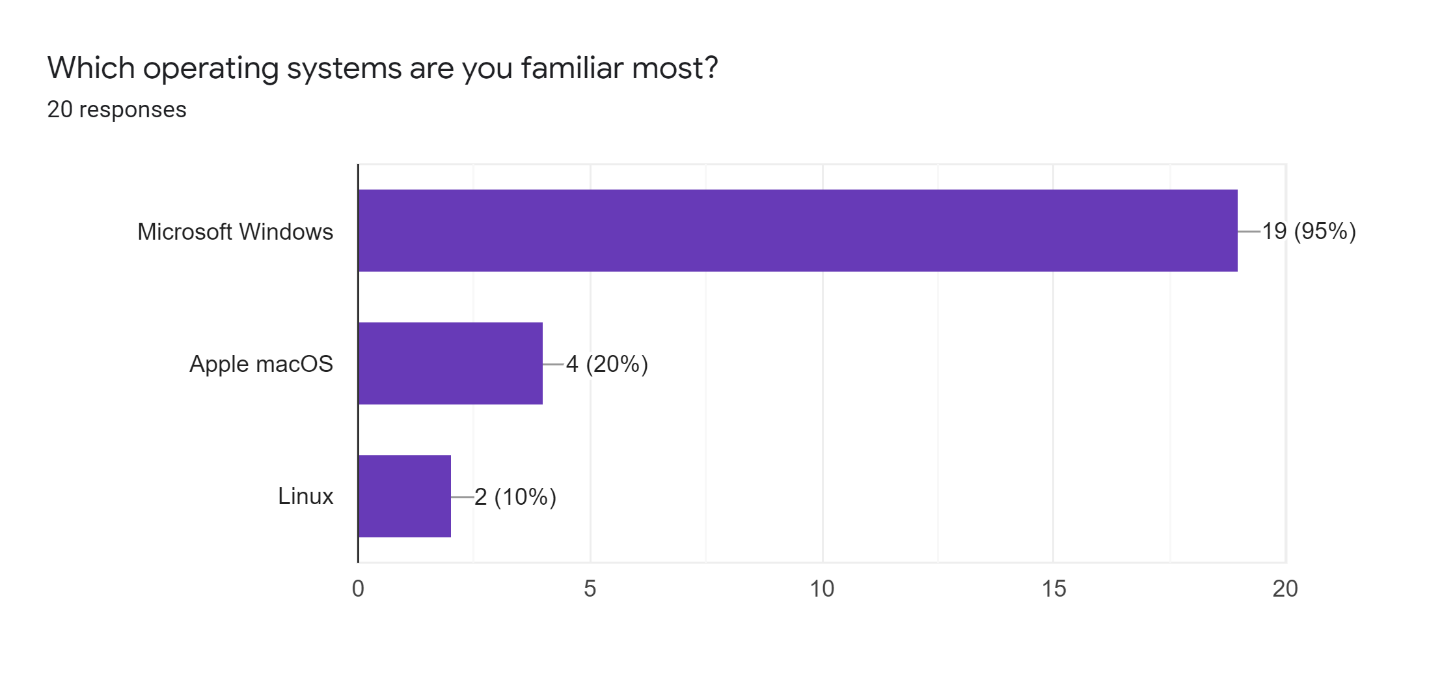 Which operating systems are you familiar most?
20 responses
Microsoft Windows
19 (95%)
Apple macOS
4 (20%)
Linux
2 (10%)
0 5 10 15 20